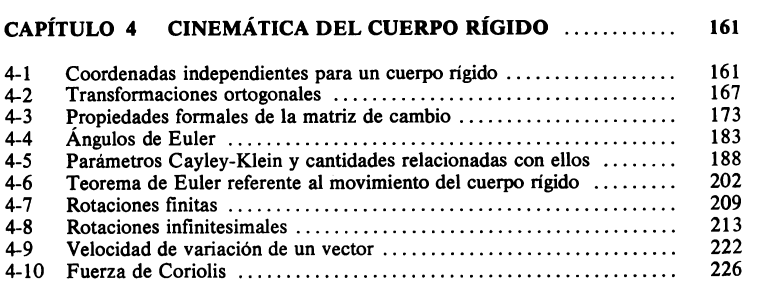 CAPÍTULO 4 CINEMÁTICA DEL CUERPO RÍGIDO ............ 161
4-1 Coordenadas independientes para un cuerpo rígido ..................... 161
4-2 Transformaciones ortogonales .......................................... 167
4-3 Propiedades formales de la matriz de cambio ........................... 173
4-4 Ángulos de Euler ...................................................... 183
4-5 Parámetros Cayley-Klein y cantidades relacionadas con ellos ........ 188
4-6 Teorema de Euler referente al movimiento del cuerpo rígido ......... 202
4-7 Rotaciones finitas .................................................... 209
4-8 Rotaciones infinitesimales ............................................ 213
4-9 Velocidad de variación de un vector ................................... 222
4-10 Fuerza de Coriolis ................................................... 226